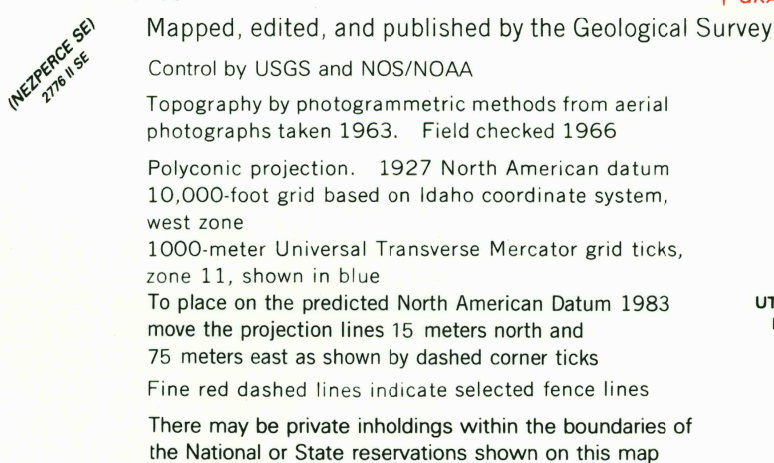 (NEZPERCE SE)
2776 II SE
Mapped, edited, and published by the Geological Survey
Control by USGS and NOS/NOAA
Topography by photogrammetric methods from aerial
photographs taken 1963. Field checked 1966
Polyconic projection. 1927 North American datum
10,000-foot grid based on Idaho coordinate system,
west zone
1000-meter Universal Transverse Mercator grid ticks,
zone 11, shown in blue
To place on the predicted North American Datum 1983
move the projection lines 15 meters north and
75 meters east as shown by dashed corner ticks
Fine red dashed lines indicate selected fence lines
There may be private inholdings within the boundaries of
the National or State reservations shown on this map